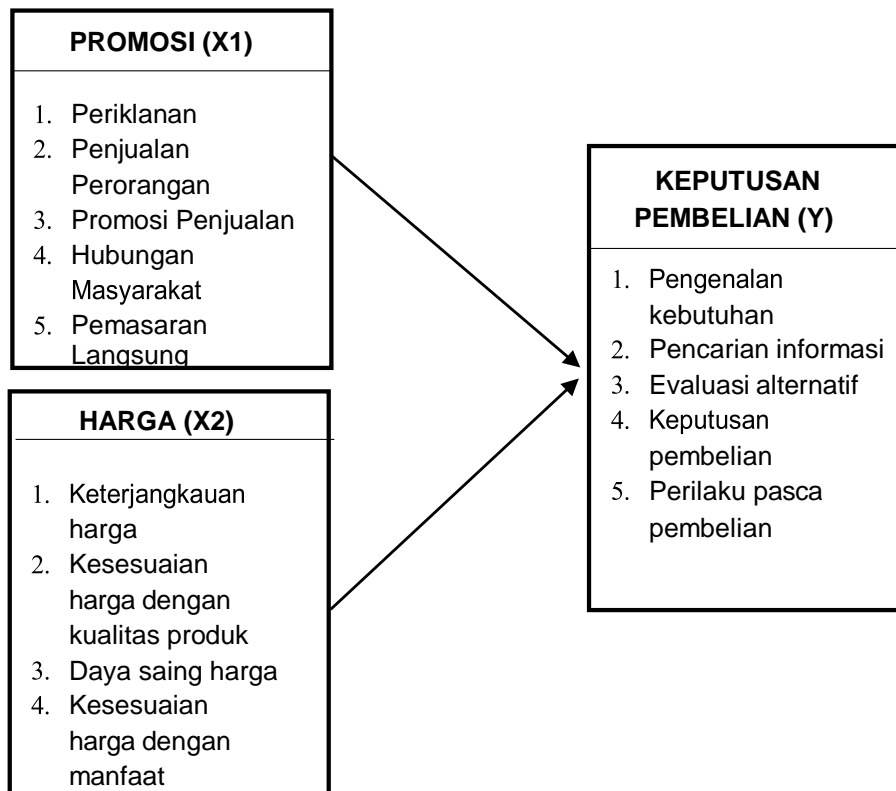 PROMOSI (X1)
1. Periklanan
2. Penjualan
Perorangan
3. Promosi Penjualan
4. Hubungan
Masyarakat
5. Pemasaran
Langsung
HARGA (X2)
1. Keterjangkauan
harga
2. Kesesuaian
harga dengan
kualitas produk
3. Daya saing harga
4. Kesesuaian
harga dengan
manfaat
KEPUTUSAN
PEMBELIAN (Y)
1. Pengenalan
kebutuhan
2. Pencarian informasi
3. Evaluasi alternatif
4. Keputusan
pembelian
5. Perilaku pasca
pembelian